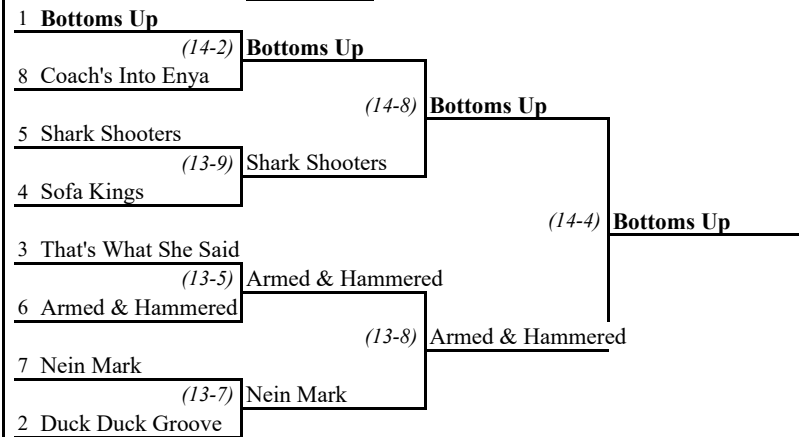 1 Bottoms Up
(14-2) Bottoms Up
8 Coach's Into Enya
(14-8) Bottoms Up
5 Shark Shooters
(13-9) Shark Shooters
4 Sofa Kings
(14-4) Bottoms Up
3 That's What She Said
(13-5) Armed & Hammered
6 Armed & Hammered
(13-8) Armed & Hammered
7 Nein Mark
(13-7) Nein Mark
2 Duck Duck Groove